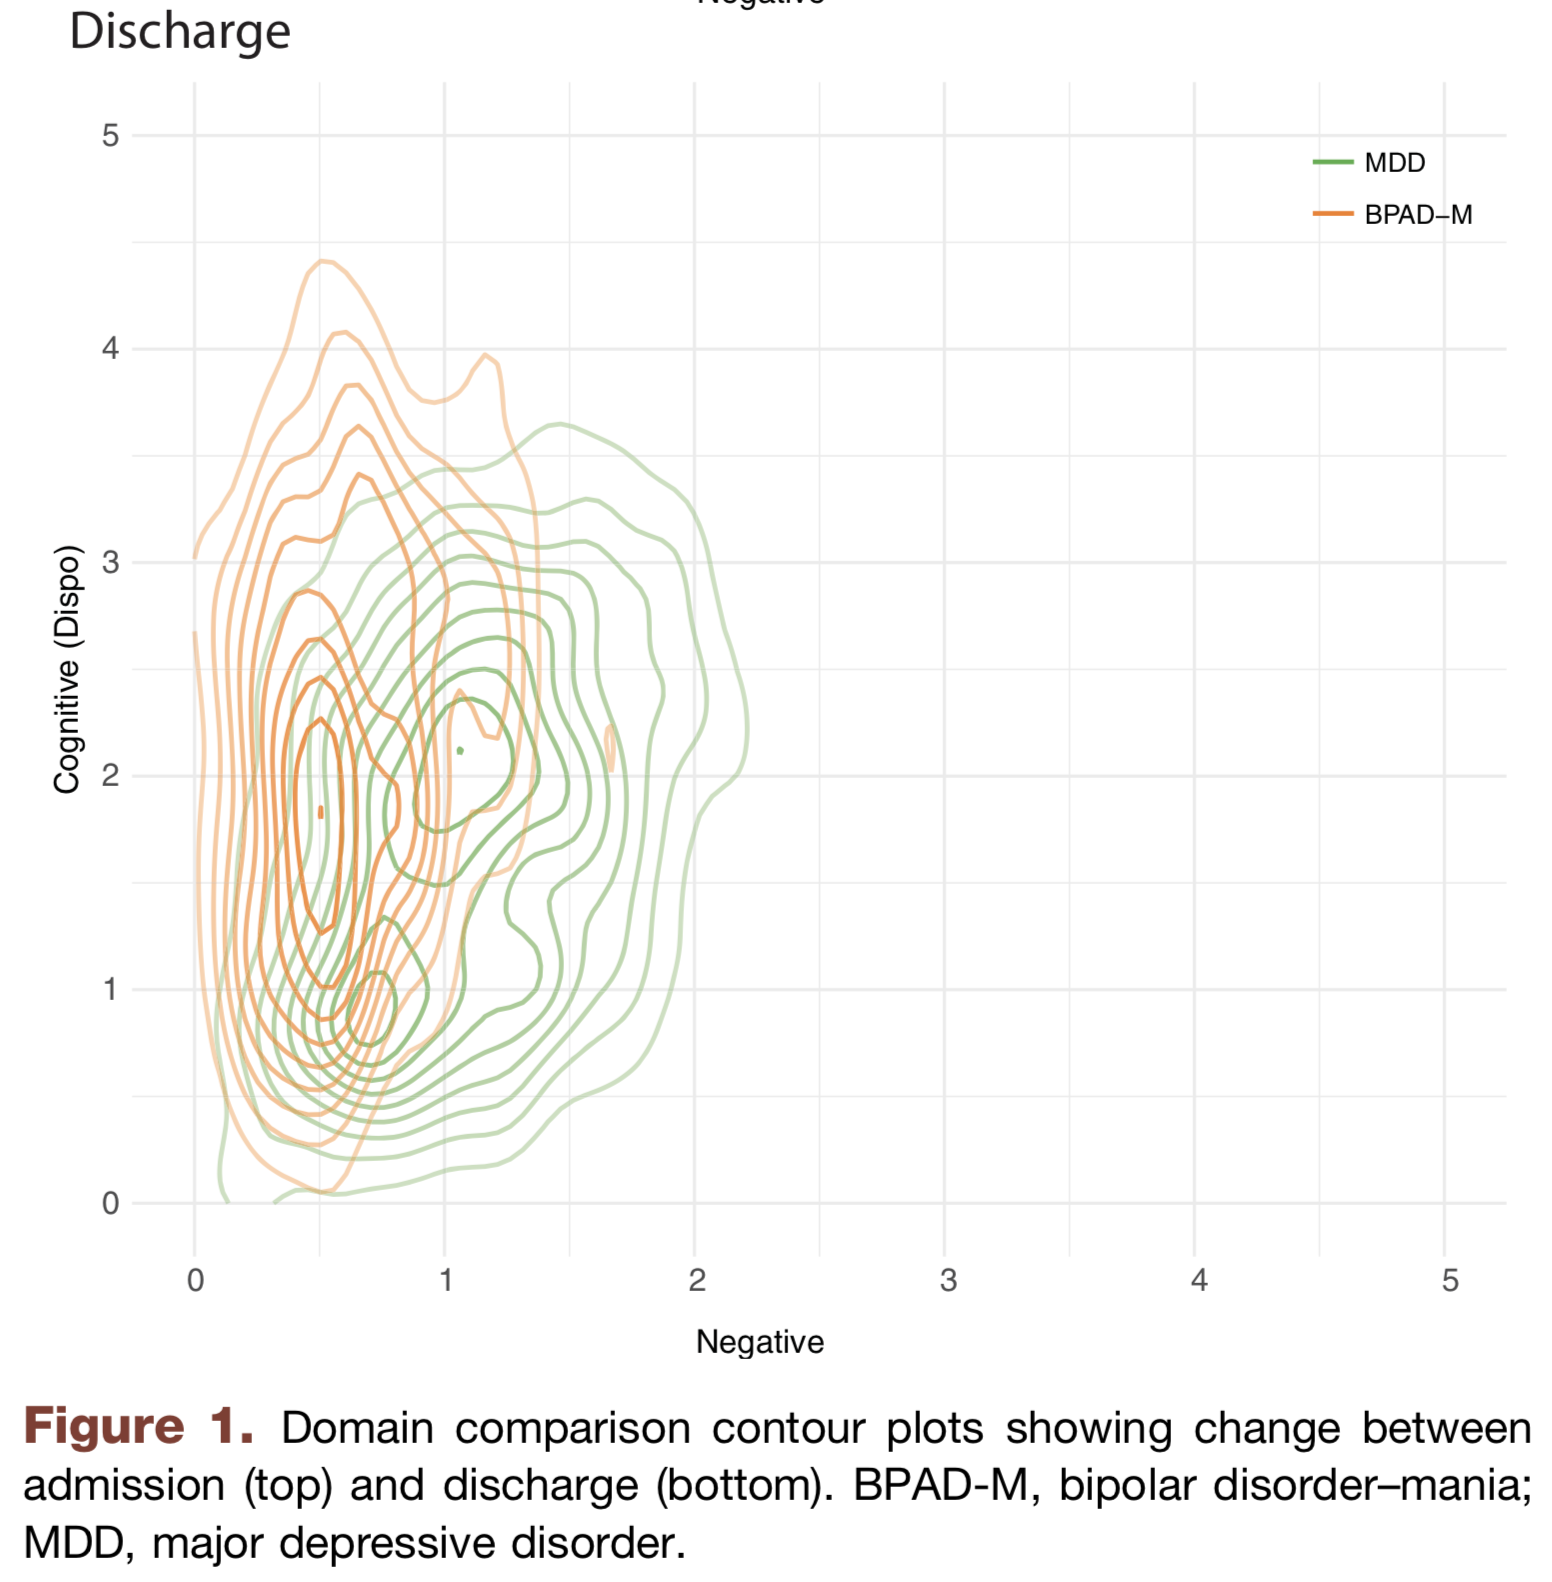 Negative
Discharge
5
4
3
2
1
0
Cognitive (Dispo)
MDD
BPAD–M
0 1 2 3 4 5
Negative
Figure 1. Domain comparison contour plots showing change between
admission (top) and discharge (bottom). BPAD-M, bipolar disorder–mania;
MDD, major depressive disorder.